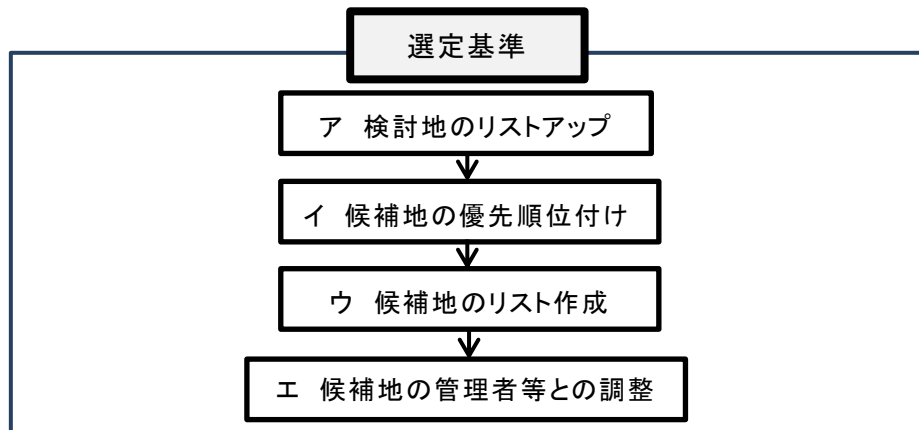 選定基準
ア 検討地のリストアップ
イ 候補地の優先順位付け
ウ 候補地のリスト作成
エ 候補地の管理者等との調整